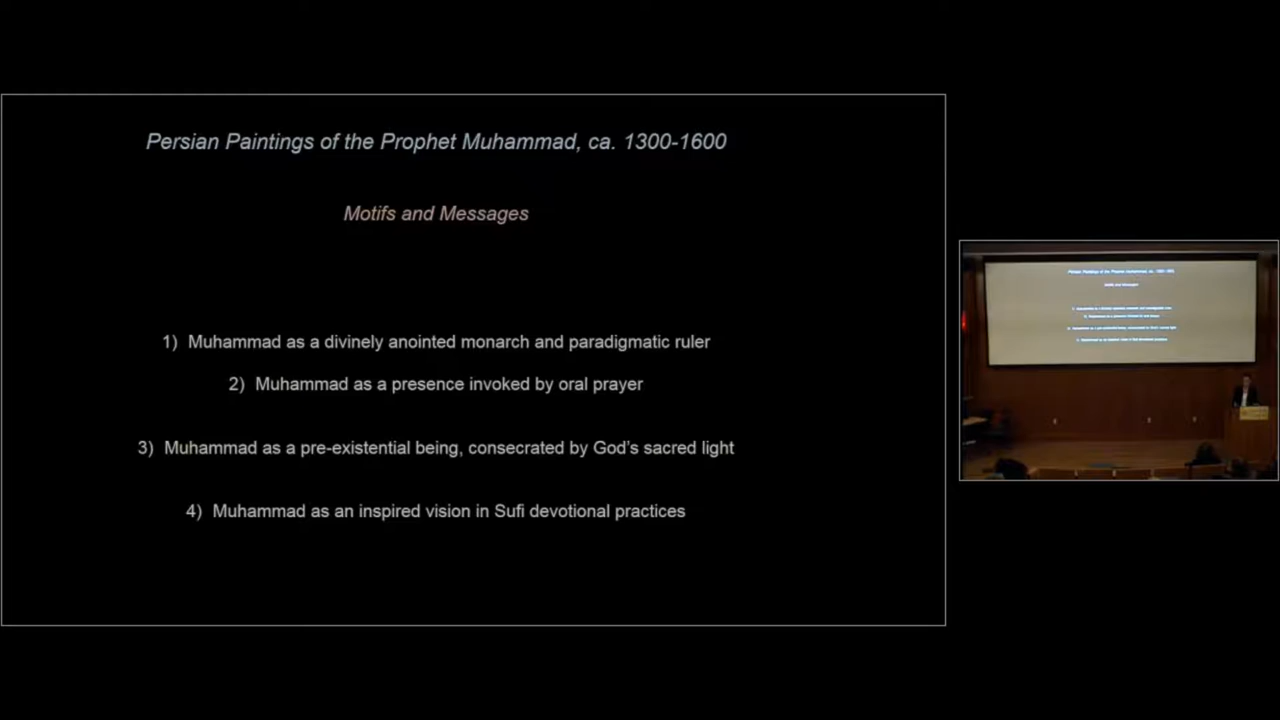 Persian Paintings of the Prophet Muhammad, ca. 1300-1600
Motifs and Messages
1) Muhammad as a divinely anointed monarch and paradigmatic ruler
2) Muhammad as a presence invoked by oral prayer
3) Muhammad as a pre-existential being, consecrated by God's sacred light
4) Muhammad as an inspired vision in Sufi devotional practices